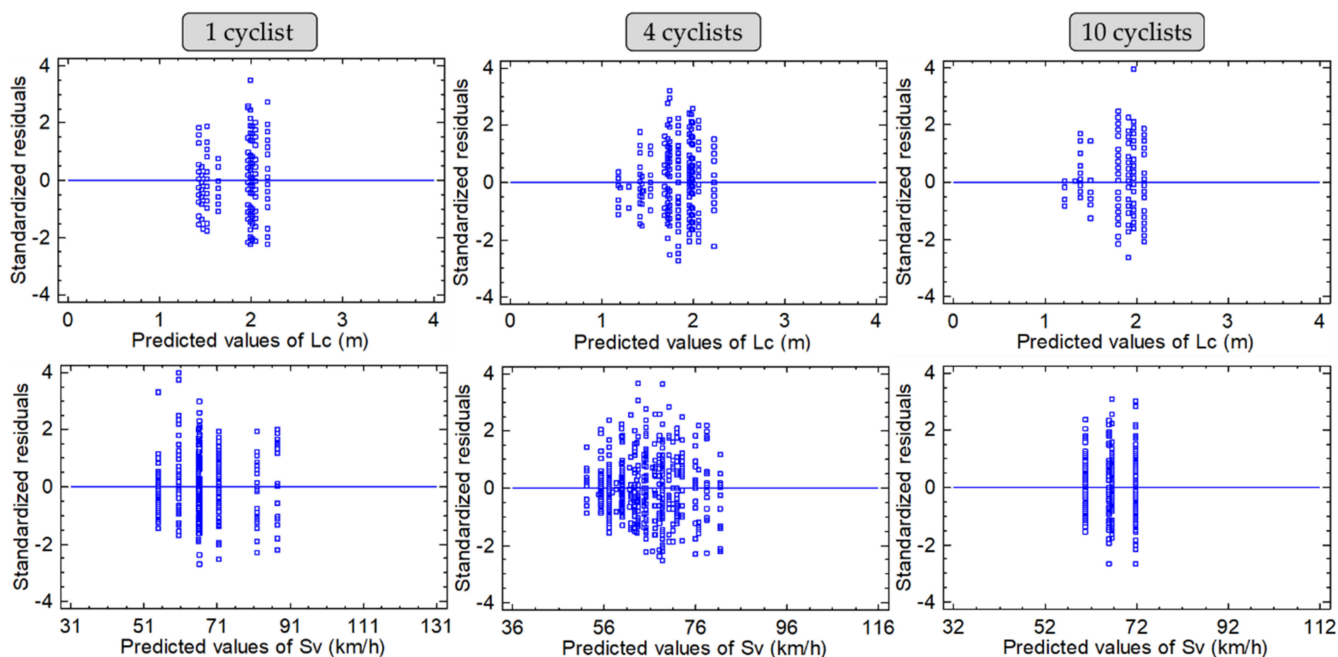 1 cyclist
4 cyclists
10 cyclists
Standardized residuals
4
2
0
-2
-4
0 1 2 3 4
Predicted values of Lc (m)
Standardized residuals
4
2
0
-2
-4
0 1 2 3 4
Predicted values of Lc (m)
Standardized residuals
4
2
0
-2
-4
0 1 2 3 4
Predicted values of Lc (m)
Standardized residuals
4
2
0
-2
-4
31 51 71 91 111 131
Predicted values of Sv (km/h)
Standardized residuals
4
2
0
-2
-4
36 56 76 96 116
Predicted values of Sv (km/h)
Standardized residuals
4
2
0
-2
-4
32 52 72 92 112
Predicted values of Sv (km/h)